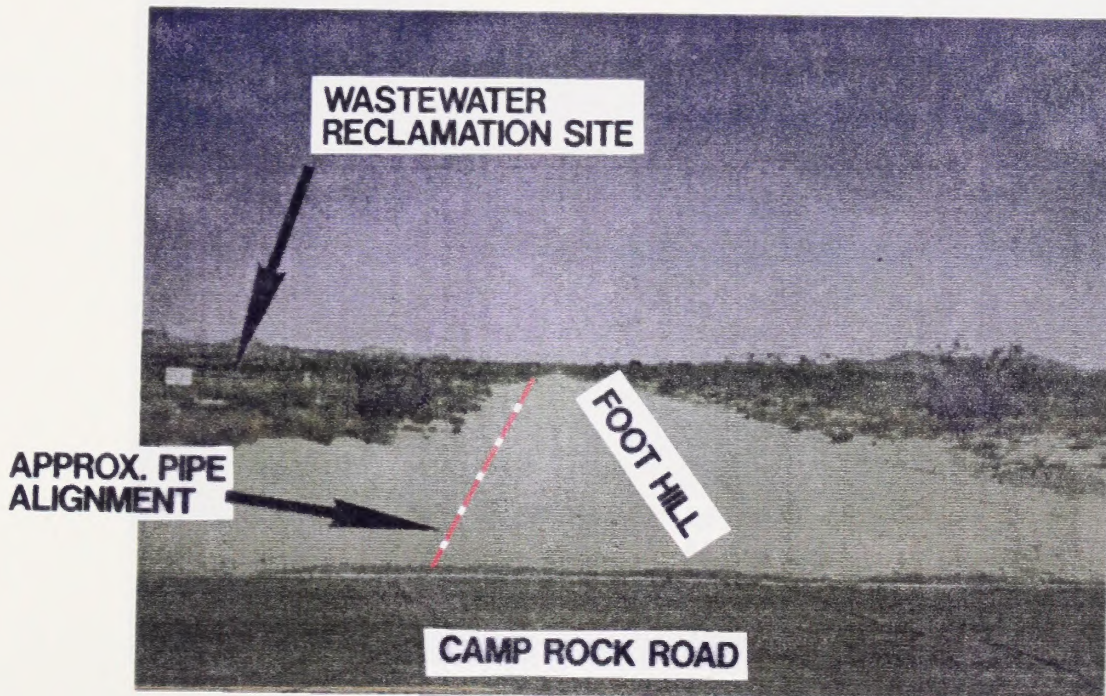 WASTEWATER
RECLAMATION SITE
APPROX. PIPE
ALIGNMENT
FOOT HILL
CAMP ROCK ROAD